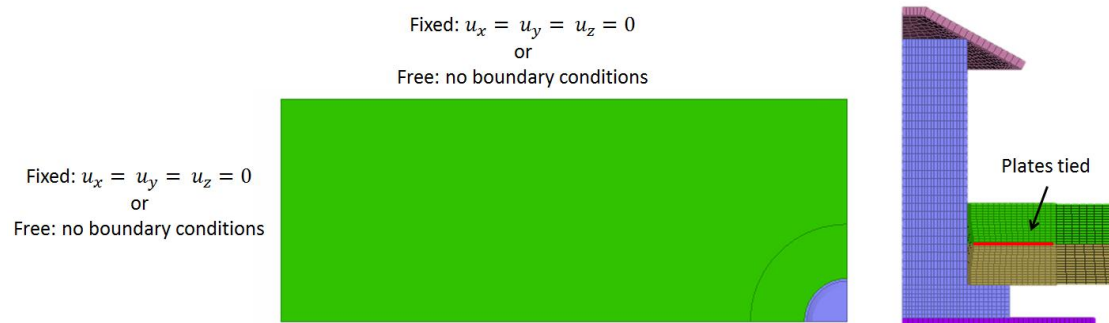 Fixed: u_x = u_y = u_z = 0
or
Free: no boundary conditions
Fixed: u_x = u_y = u_z = 0
or
Free: no boundary conditions
Plates tied